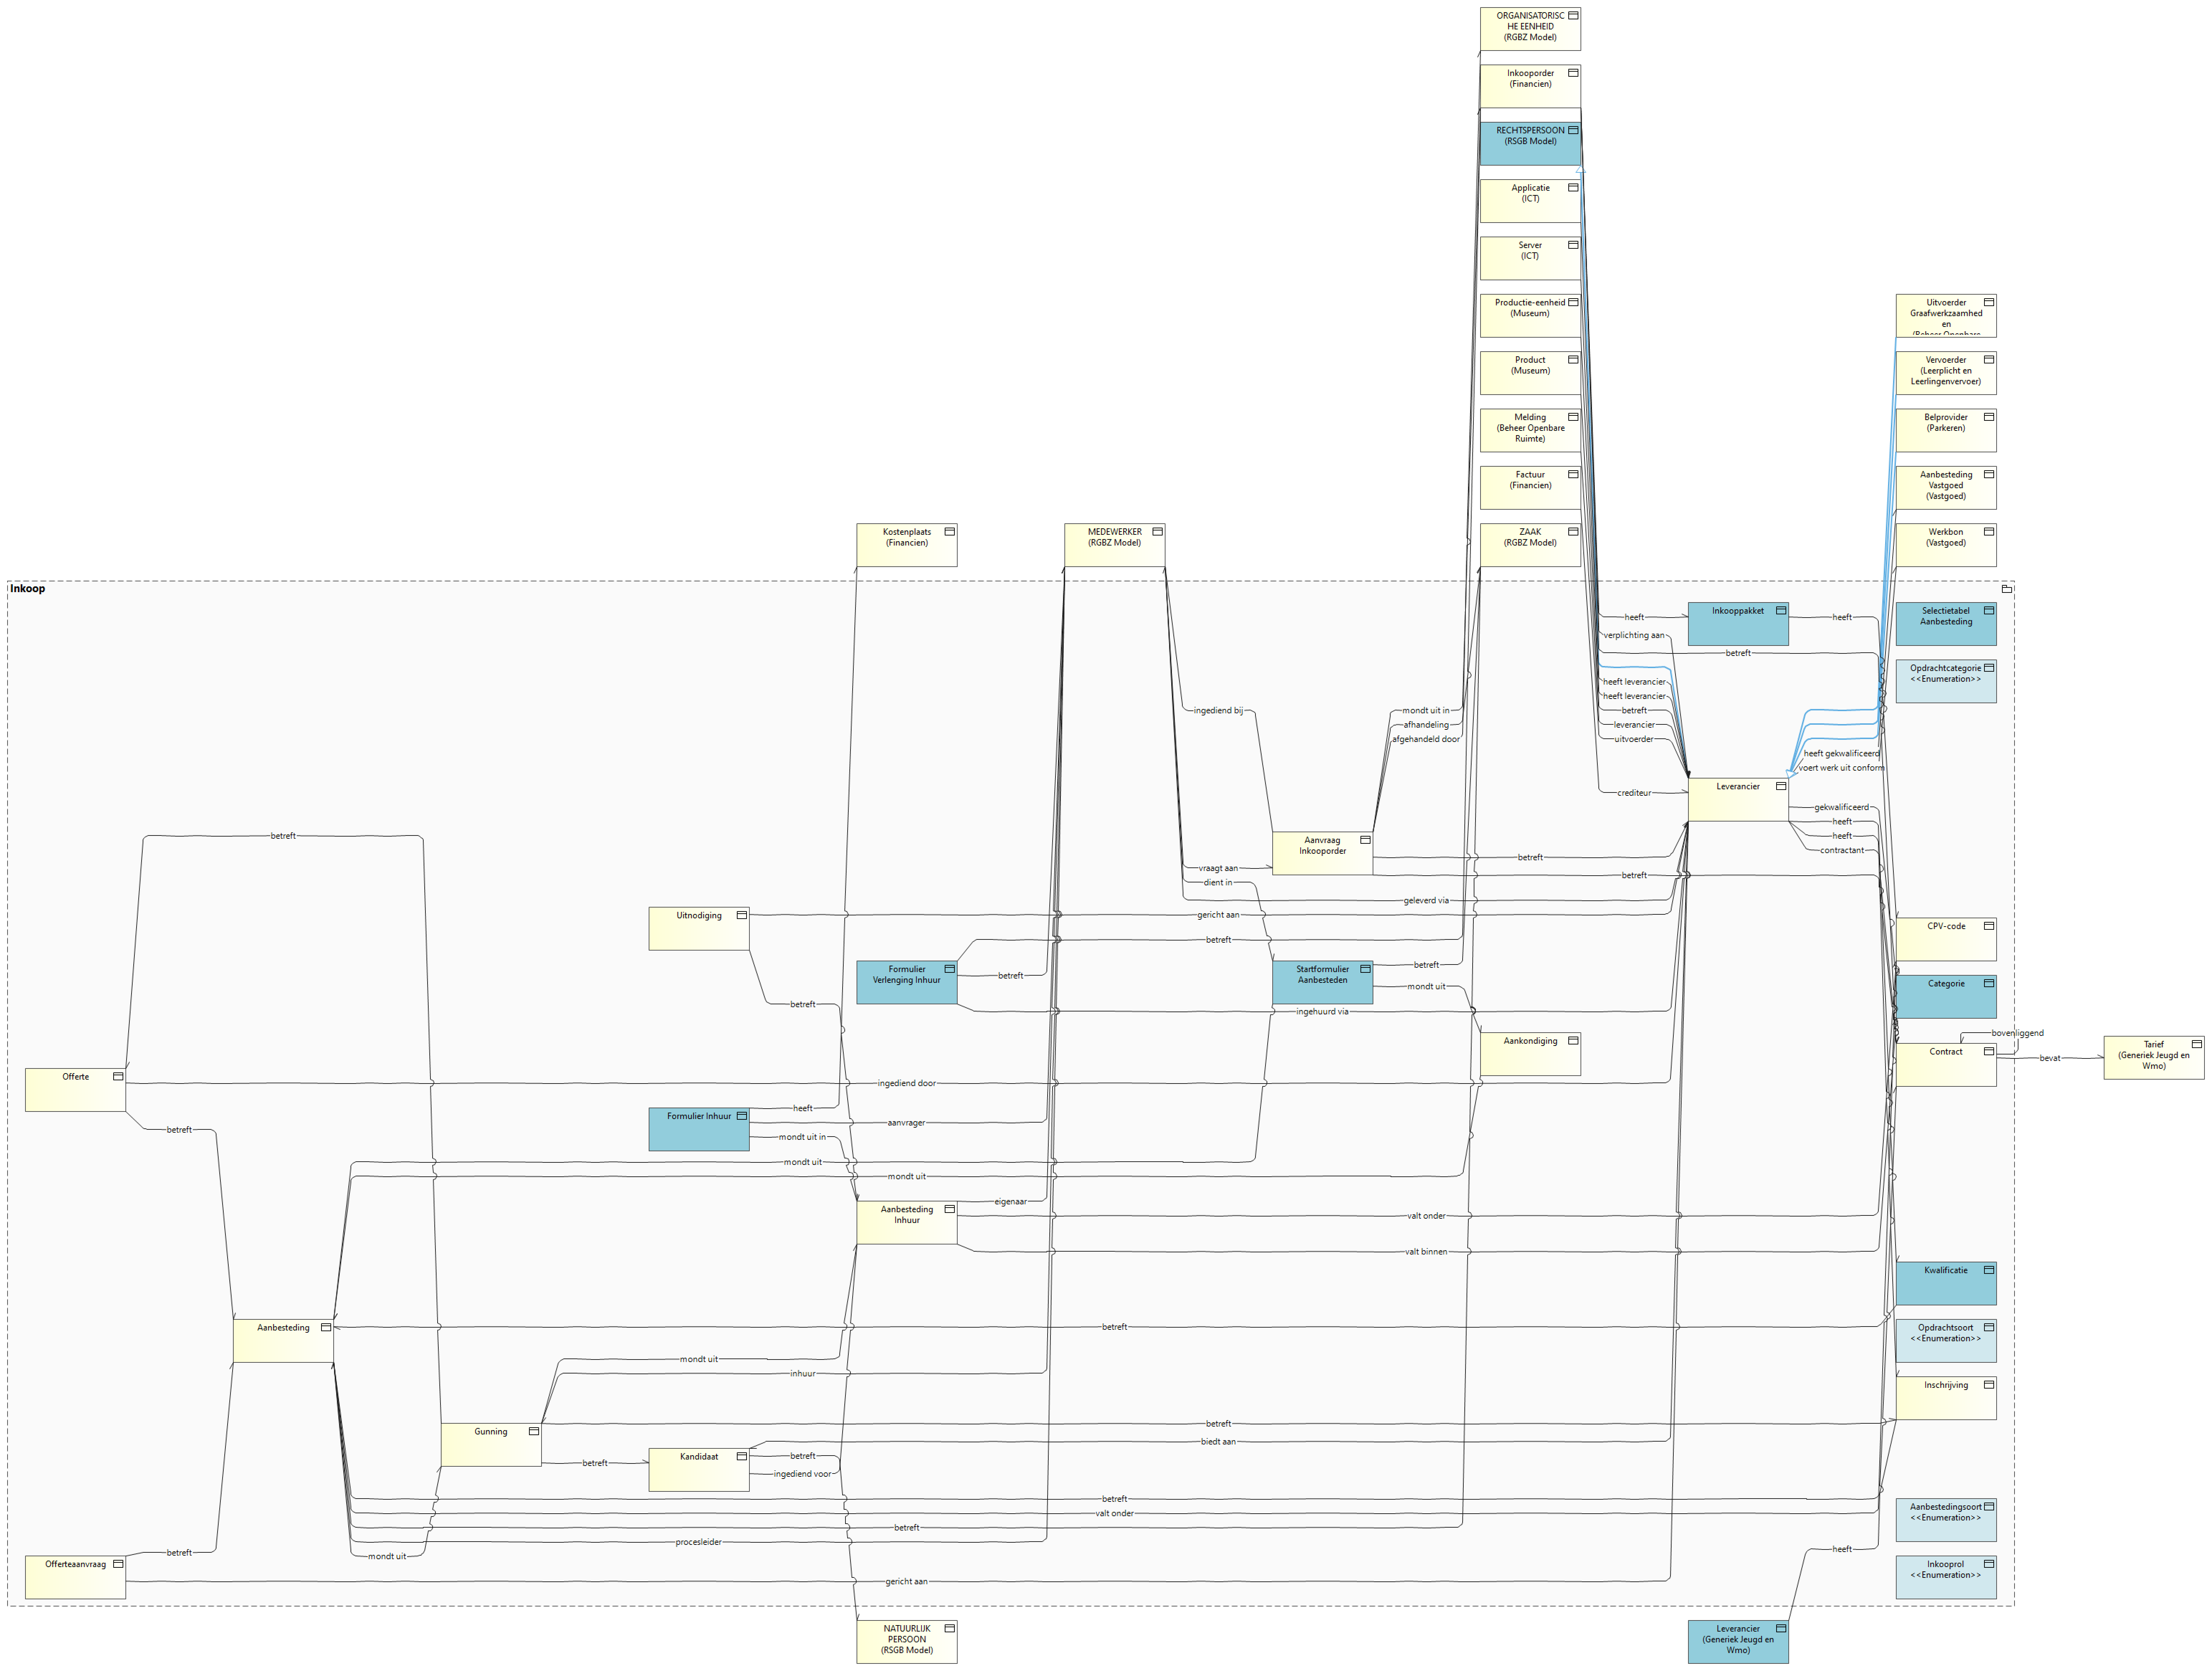 ORGANISATORISC
HE EENHEID
(RGBZ Model)
Inkooporder
(Financien)
RECHTSPERSOON
(RSGB Model)
Applicatie
(ICT)
Server
(ICT)
Productie-eenheid
(Museum)
Uitvoerder
Graafwerkzaamhed
en
Product
(Museum)
Vervoerder
(Leerplicht en
Leerlingenvervoer)
Melding
(Beheer Openbare
Ruimte)
Belprovider
(Parkeren)
Factuur
(Financien)
Aanbesteding
Vastgoed
(Vastgoed)
Kostenplaats
(Financien)
MEDEWERKER
(RGBZ Model)
ZAAK
(RGBZ Model)
Werkbon
(Vastgoed)
Inkoop
heeft
Inkooppakket
heeft
Selectietabel
Aanbesteding
verplichting aan
betreft
Opdrachtcategorie
<<Enumeration>>
heeft leverancier
heeft leverancier
ingediend bij
mondt uit in
betreft
afhandeling
leverancier
afgehandeld door
uitvoerder
heeft gekwalificeerd
voert werk uit conform
Leverancier
crediteur
gekwalificeerd
heeft
betreft
heeft
Aanvraag
Inkooporder
contractant
betreft
vraagt aan
betreft
dient in
geleverd via
Uitnodiging
gericht aan
CPV-code
betreft
Formulier
Verlenging Inhuur
betreft
Startformulier
Aanbesteden
betreft
mondt uit
Categorie
betreft
ingehuurd via
Aankondiging
bovenliggend
Contract
bevat
Tarief
(Generiek Jeugd en
Wmo)
Offerte
ingediend door
Formulier Inhuur
heeft
aanvrager
betreft
mondt uit in
mondt uit
mondt uit
Aanbesteding
Inhuur
eigenaar
valt onder
valt binnen
Kwalificatie
Aanbesteding
betreft
Opdrachtsoort
<<Enumeration>>
mondt uit
inhuur
Inschrijving
Gunning
betreft
biedt aan
betreft
Kandidaat
betreft
ingediend voor
betreft
valt onder
Aanbestedingsoort
<<Enumeration>>
betreft
procesleider
betreft
mondt uit
heeft
Offerteaanvraag
Inkooprol
<<Enumeration>>
gericht aan
NATUURLIJK
PERSOON
(RSGB Model)
Leverancier
(Generiek Jeugd en
Wmo)